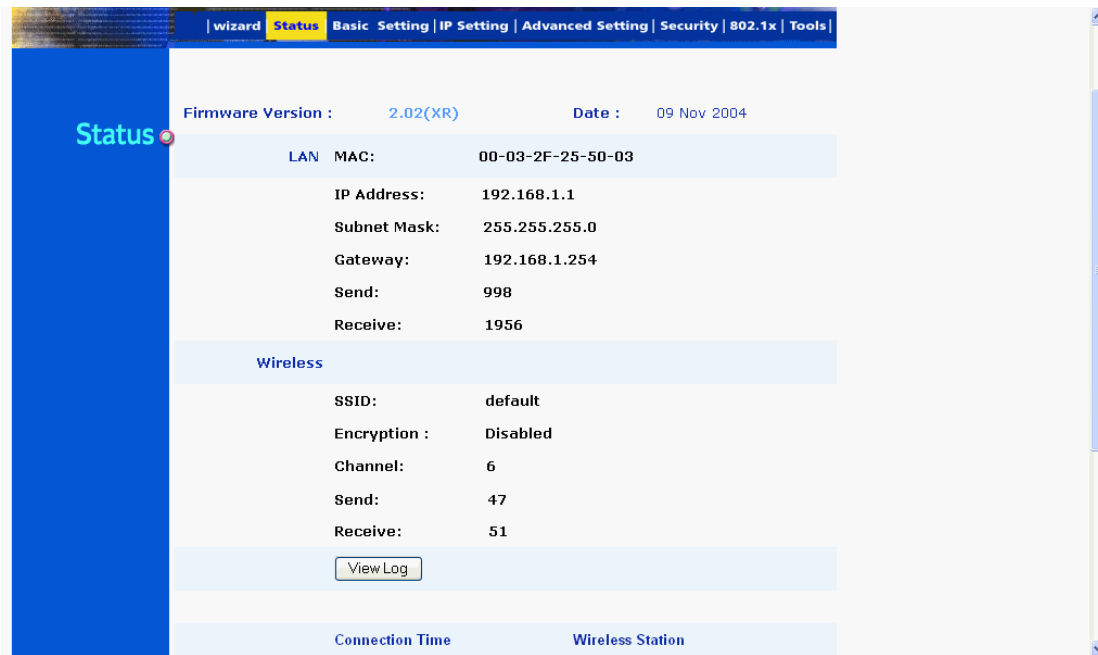 |wizard Status Basic Setting|IP Setting|Advanced Setting|Security|802.1x|Tools|
Status
Firmware Version : 2.02(XR) Date : 09 Nov 2004
LAN MAC: 00-03-2F-25-50-03
IP Address: 192.168.1.1
Subnet Mask: 255.255.255.0
Gateway: 192.168.1.254
Send: 998
Receive: 1956
Wireless
SSID: default
Encryption : Disabled
Channel: 6
Send: 47
Receive: 51
View Log
Connection Time Wireless Station